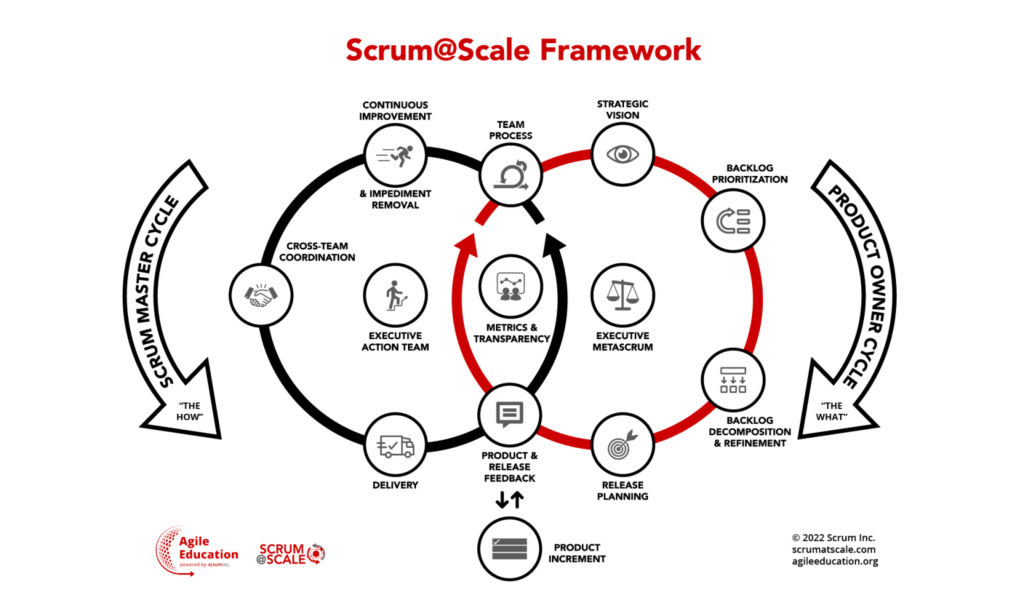 Scrum@Scale Framework
CONTINUOUS
IMPROVEMENT
& IMPEDIMENT
REMOVAL
TEAM
PROCESS
STRATEGIC
VISION
BACKLOG
PRIORITIZATION
SCRUM MASTER CYCLE
"THE
HOW"
CROSS-TEAM
COORDINATION
EXECUTIVE
ACTION TEAM
METRICS &
TRANSPARENCY
EXECUTIVE
METASCRUM
PRODUCT OWNER CYCLE
"THE
WHAT"
DELIVERY
PRODUCT &
RELEASE
FEEDBACK
RELEASE
PLANNING
BACKLOG
DECOMPOSITION
& REFINEMENT
PRODUCT
INCREMENT
Agile
Education
powered by scruminc.
SCRUM
@SCALE
© 2022 Scrum Inc.
scrumatscale.com
agileeducation.org